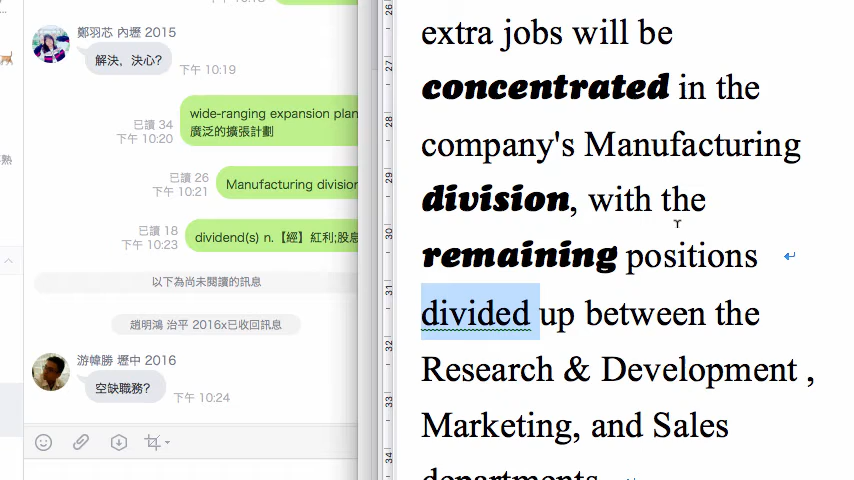 鄭羽芯 內壢 2015
解決, 決心?
下午 10:19
wide-ranging expansion plan
廣泛的擴張計劃
已讀 34
下午 10:20
Manufacturing division
已讀 26
下午 10:21
dividend(s) n.【經】紅利;股息
已讀 18
下午 10:23
以下為尚未閱讀的訊息
趙明鴻 治平 2016x已收回訊息
游幃勝 壢中 2016
空缺職務?
下午 10:24
熟
26
27
28
29
30
31
32
33
34
extra jobs will be
concentrated in the
company's Manufacturing
division, with the
remaining positions
divided up between the
Research & Development ,
Marketing, and Sales
departments